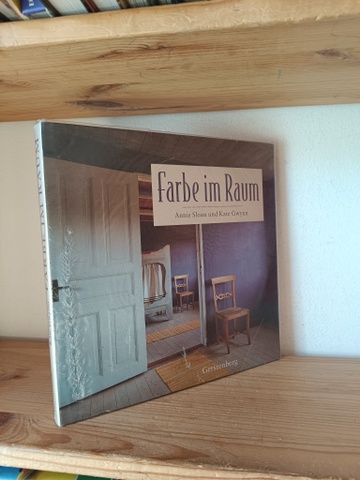 Farbe im Raum
Annie Sloan und Kate Gwynn
Gerstenberg